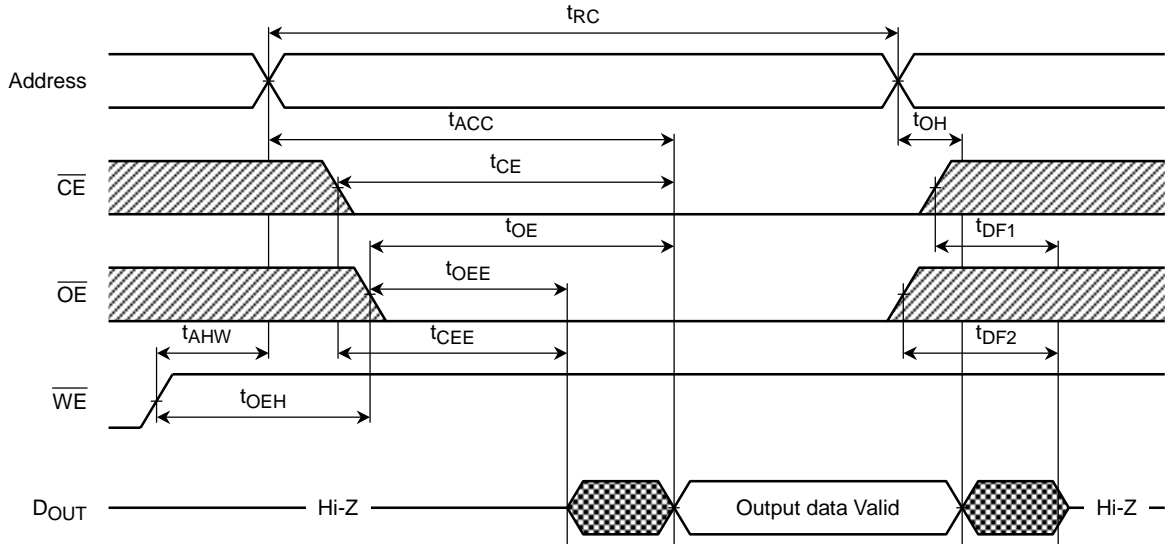 tRC
Address
tACC
tOH
CE
tCE
tOE
tDF1
OE
tOEE
tAHW
tCEE
tDF2
WE
tOEH
DOUT
Hi-Z
Output data Valid
Hi-Z